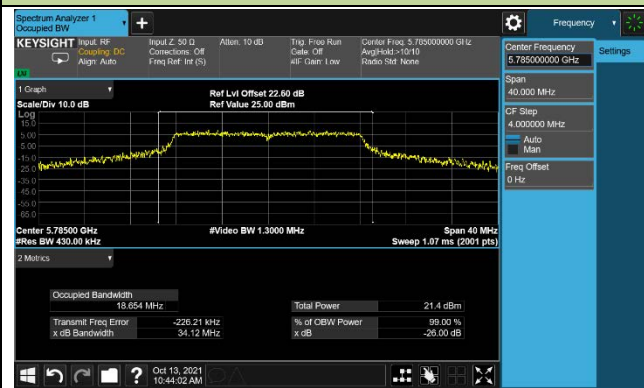 Spectrum Analyzer 1
Occupied BW
Frequency
KEYSIGHT
Input: RF
Coupling: DC
Align: Auto
Input Z: 50 Ω
Corrections: Off
Freq Ref: Int (S)
Atten: 10 dB
Trig: Free Run
Gate: Off
#IF Gain: Low
Center Freq: 5.785000000 GHz
Avg|Hold:>10/10
Radio Std: None
LXI
Center Frequency
5.785000000 GHz
Settings
Span
40.000 MHz
CF Step
4.000000 MHz
Auto
Man
Freq Offset
0 Hz
1 Graph
Scale/Div 10.0 dB
Ref Lvl Offset 22.60 dB
Ref Value 25.00 dBm
Log
15.0
5.00
-5.00
-15.0
-25.0
-35.0
-45.0
-55.0
-65.0
Center 5.78500 GHz
#Video BW 1.3000 MHz
Span 40 MHz
#Res BW 430.00 kHz
Sweep 1.07 ms (2001 pts)
2 Metrics
Occupied Bandwidth
18.654 MHz
Total Power 21.4 dBm
Transmit Freq Error -226.21 kHz
% of OBW Power 99.00 %
x dB Bandwidth 34.12 MHz
x dB -26.00 dB
Oct 13, 2021
10:44:02 AM